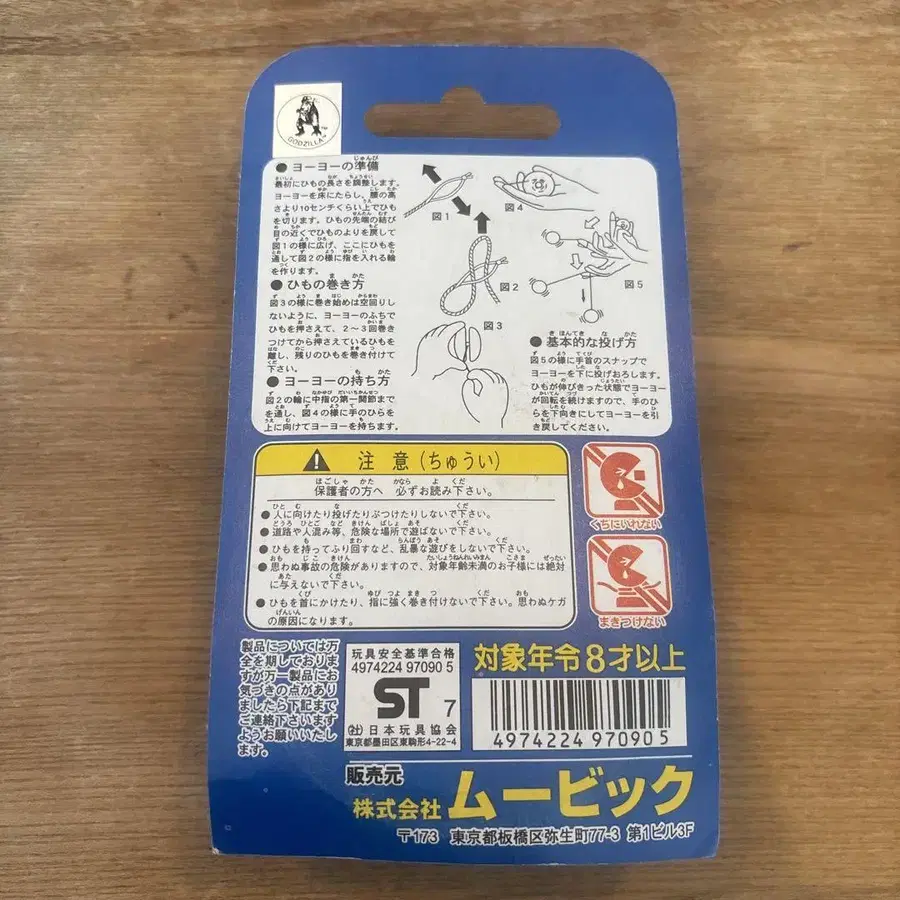 GODZILLA™
● ヨーヨーの準備
最初にひもの長さを調整します。
ヨーヨーを床にたらし、腰の高
さより10センチくらい上でひも
を切ります。ひもの先端の結び
目の近くでひものよりを戻して
図1の様に広げ、ここにひもを
通して図2の様に指を入れる輪
を作ります。
● ひもの巻き方
図3の様に巻き始めは空回りし
ないように、ヨーヨーのふちで
ひもを押さえて、2〜3回巻き
つけてから押さえているひもを
離し、残りのひもを巻き付けて
下さい。
● ヨーヨーの持ち方
図2の輪に中指の第一関節まで
を通し、図4の様に手のひらを
上に向けてヨーヨーを持ちます。
図1
図4
図2
図5
図3
● 基本的な投げ方
図5の様に手首のスナップで
ヨーヨーを下に投げおろします。
ひもが伸びきった状態でヨーヨー
が回転を続けますので、手のひ
らを下向きにしてヨーヨーを引
き戻してください。
注意(ちゅうい)
保護者の方へ 必ずお読み下さい。
● 人に向けたり投げたりぶつけたりしないで下さい。
● 道路や人混み等、危険な場所で遊ばないで下さい。
● ひもを持ってふり回すなど、乱暴な遊びをしないで下さい。
● 思わぬ事故の危険がありますので、対象年齢未満のお子様には絶対
に与えないで下さい。
● ひもを首にかけたり、指に強く巻き付けないで下さい。思わぬケガ
の原因になります。
くちにいれない
まきつけない
製品については万
全を期しております
が万一製品にお
気づきの点があり
ましたら下記まで
ご連絡下さいます
ようお願いいたし
ます。
玩具安全基準合格
4974224 97090 5
ST 7
(社)日本玩具協会
東京都墨田区東駒形4-22-4
対象年令8才以上
4974224 970905
販売元
株式会社 ムービック
〒173 東京都板橋区弥生町77-3 第1ビル3F